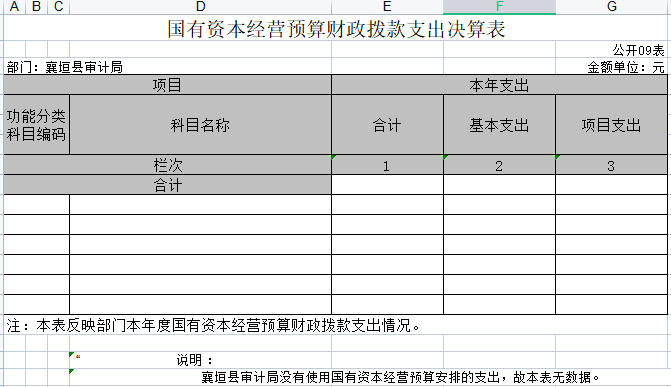 A B C D E F G
国有资本经营预算财政拨款支出决算表
公开09表
部门：襄垣县审计局 金额单位：元
项目 本年支出
功能分类科目编码 科目名称 合计 基本支出 项目支出
栏次 1 2 3
合计
注：本表反映部门本年度国有资本经营预算财政拨款支出情况。
“ 说明 ：
襄垣县审计局没有使用国有资本经营预算安排的支出，故本表无数据。